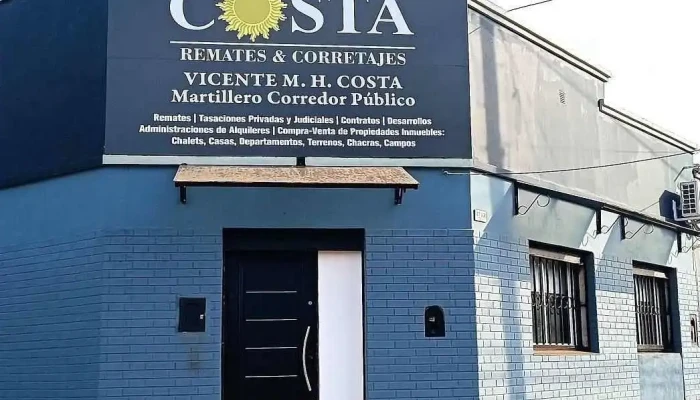 COSTA
REMATES & CORRETAJES
VICENTE M. H. COSTA
Martillero Corredor Público
Remates | Tasaciones Privadas y Judiciales | Contratos | Desarrollos
Administraciones de Alquileres | Compra-Venta de Propiedades Inmuebles:
Chalets, Casas, Departamentos, Terrenos, Chacras, Campos